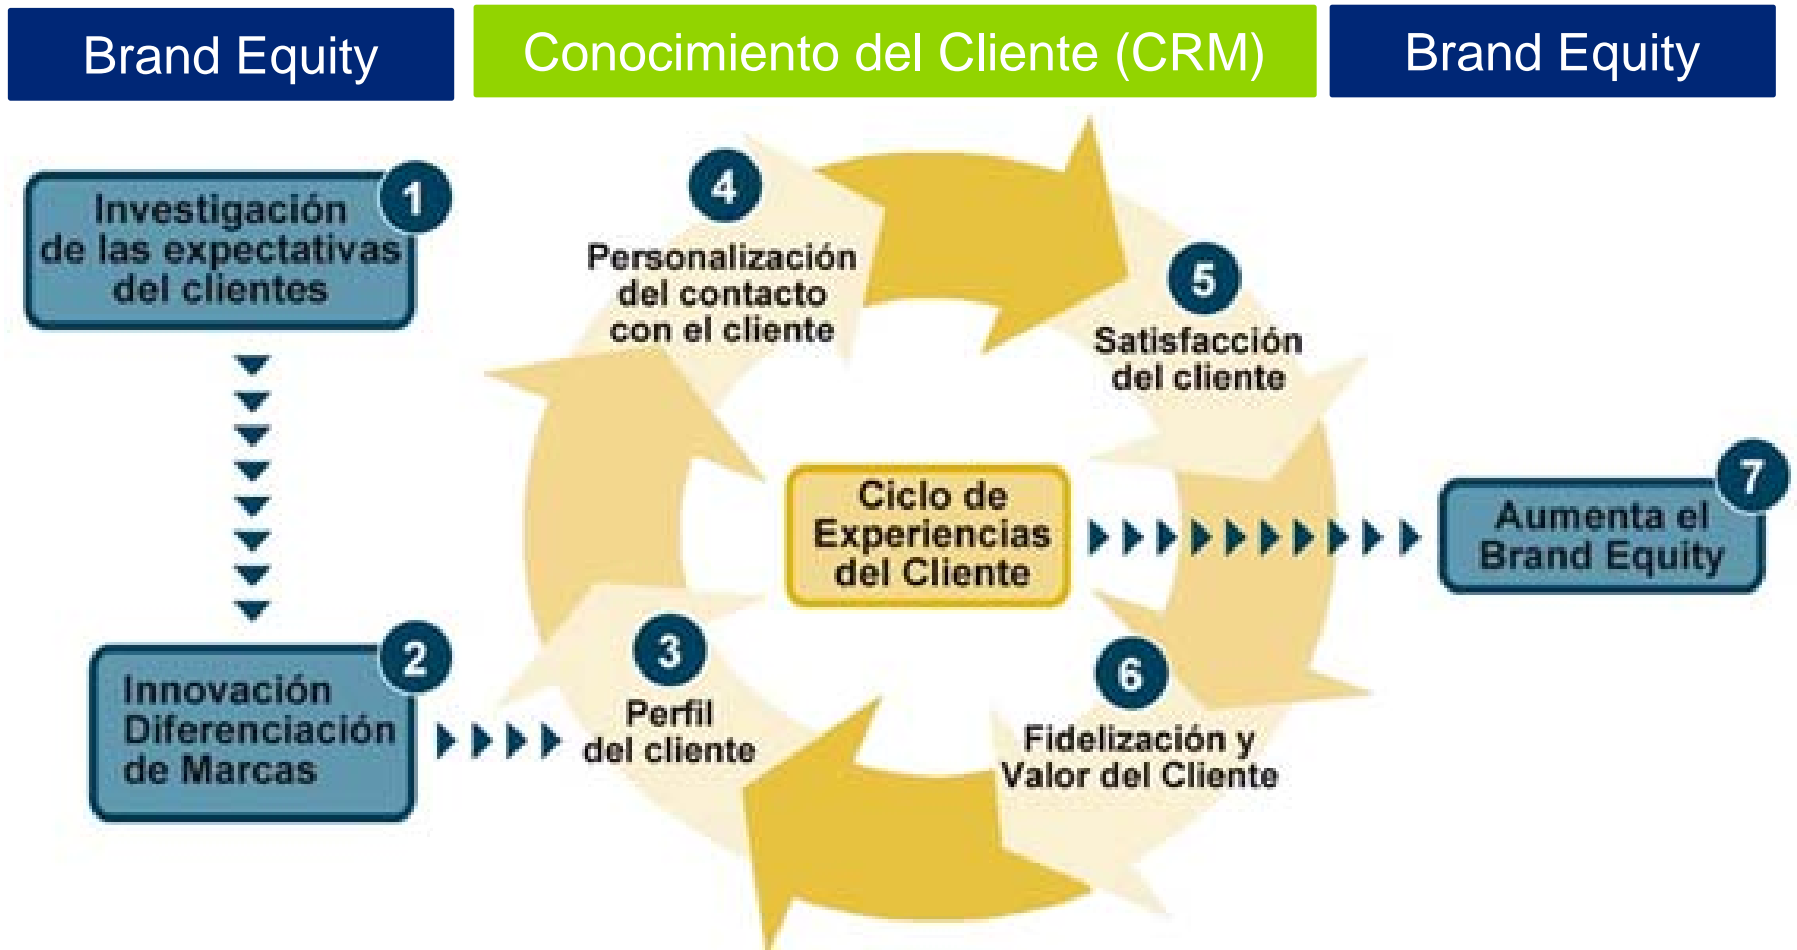 Brand Equity
Conocimiento del Cliente (CRM)
Brand Equity
1
Investigación
de las expectativas
del clientes
2
Innovación
Diferenciación
de Marcas
3
Perfil
del cliente
4
Personalización
del contacto
con el cliente
5
Satisfacción
del cliente
6
Fidelización y
Valor del Cliente
Ciclo de
Experiencias
del Cliente
7
Aumenta el
Brand Equity